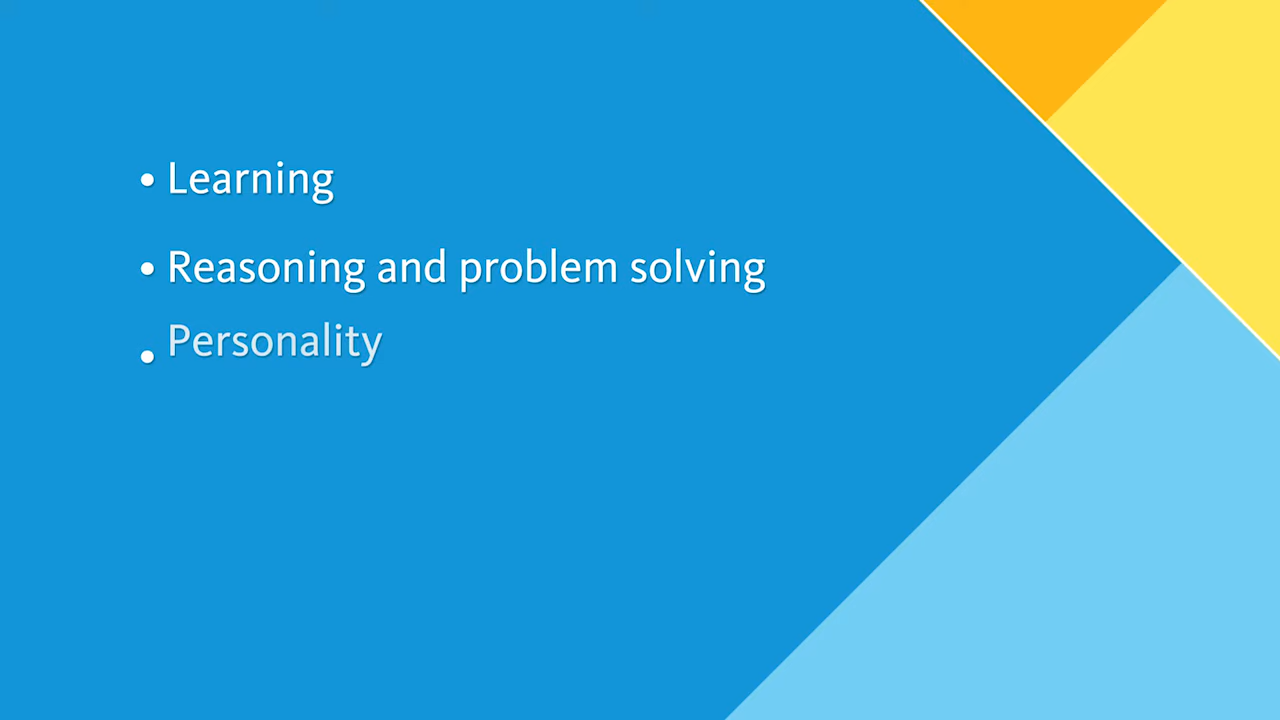 • Learning
• Reasoning and problem solving
• Personality